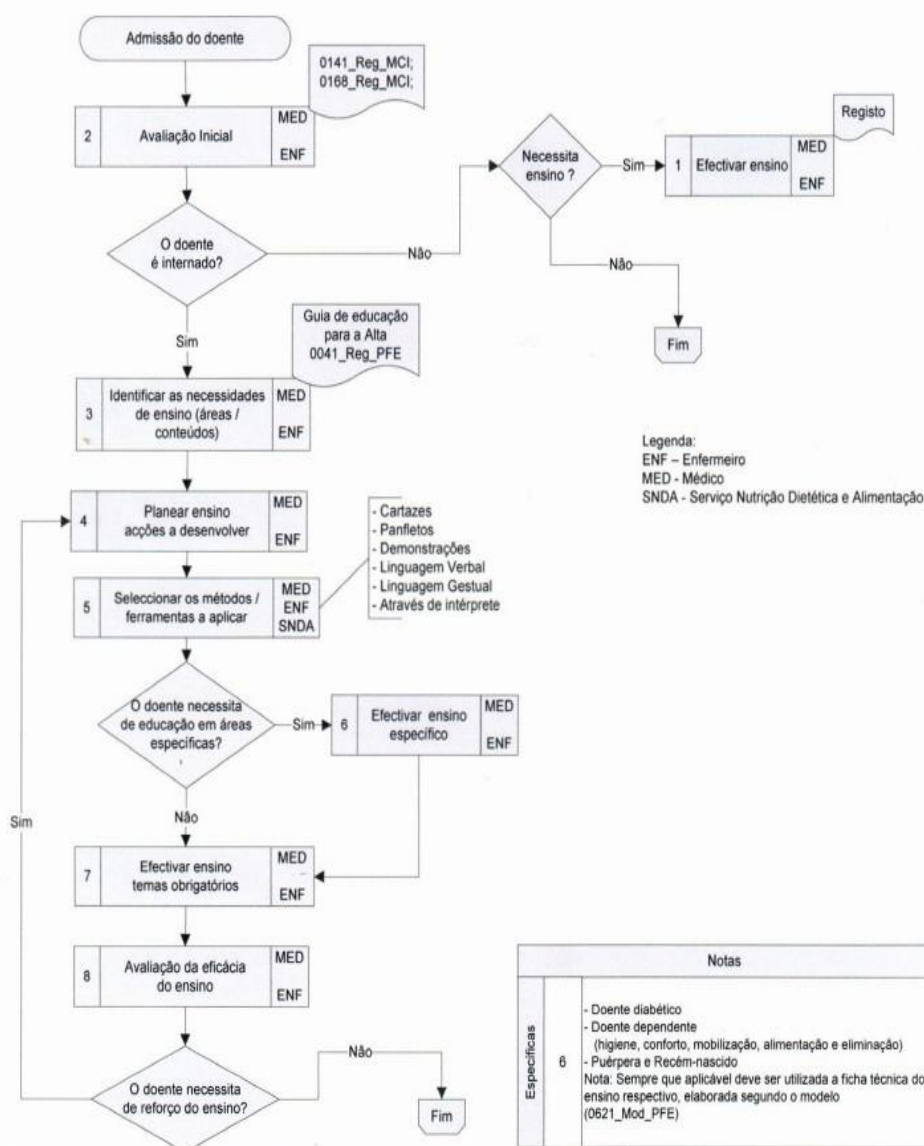 Admissão do doente
0141_Reg_MCI;
0168_Reg_MCI;
2
Avaliação Inicial
MED
ENF
Necessita
ensino ?
Sim
1
Efectivar ensino
MED
ENF
Registo
O doente
é internado?
Não
Não
Fim
Sim
Guia de educação
para a Alta
0041_Reg_PFE
3
Identificar as necessidades
de ensino (áreas /
conteúdos)
MED
ENF
Legenda:
ENF – Enfermeiro
MED - Médico
SNDA - Serviço Nutrição Dietética e Alimentação
4
Planear ensino
acções a desenvolver
MED
ENF
- Cartazes
- Panfletos
- Demonstrações
- Linguagem Verbal
- Linguagem Gestual
- Através de intérprete
5
Seleccionar os métodos /
ferramentas a aplicar
MED
ENF
SNDA
O doente necessita
de educação em áreas
específicas?
Sim
6
Efectivar ensino
específico
MED
ENF
Sim
Não
7
Efectivar ensino
temas obrigatórios
MED
ENF
8
Avaliação da eficácia
do ensino
MED
ENF
O doente necessita
de reforço do ensino?
Não
Fim
Notas
Específicas
6
- Doente diabético
- Doente dependente
(higiene, conforto, mobilização, alimentação e eliminação)
- Puérpera e Recém-nascido
Nota: Sempre que aplicável deve ser utilizada a ficha técnica do
ensino respectivo, elaborada segundo o modelo
(0621_Mod_PFE)